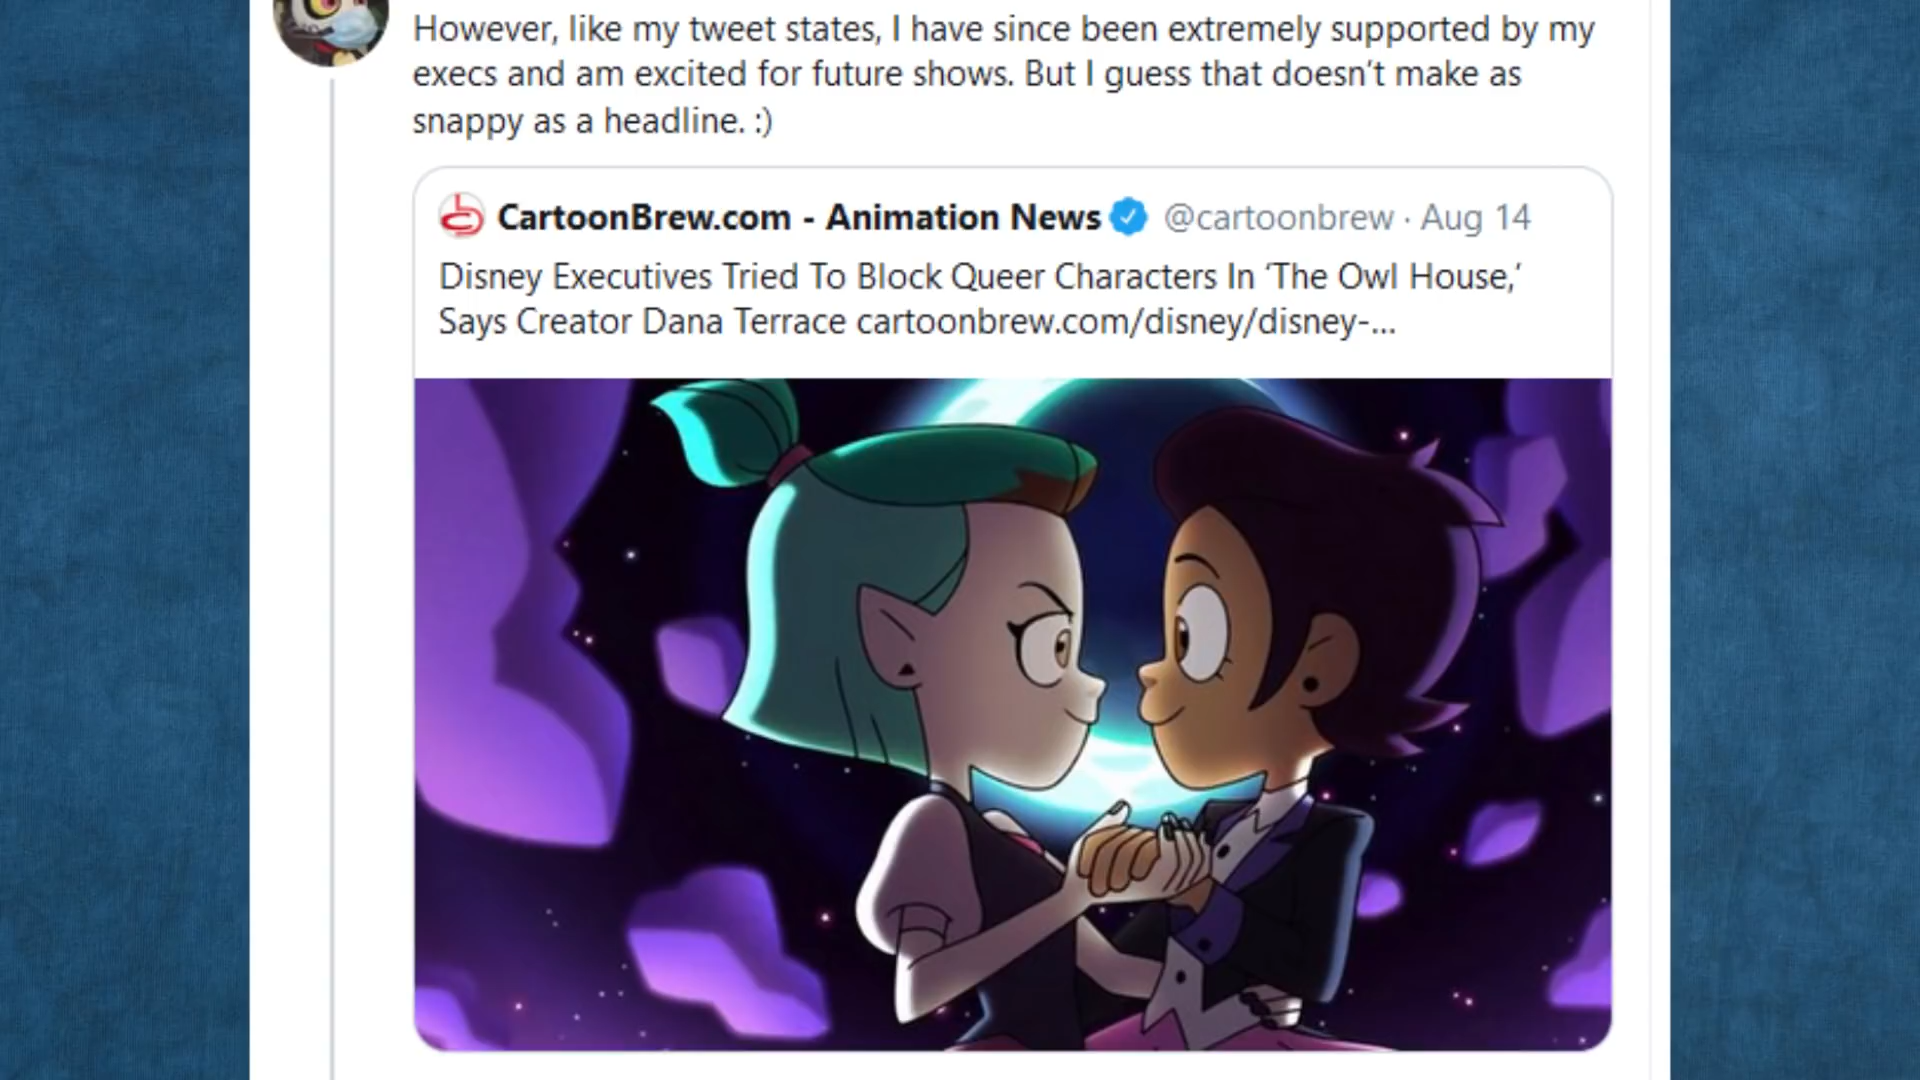 However, like my tweet states, I have since been extremely supported by my
execs and am excited for future shows. But I guess that doesn't make as
snappy as a headline. :)
CartoonBrew.com - Animation News @cartoonbrew · Aug 14
Disney Executives Tried To Block Queer Characters In ‘The Owl House,’
Says Creator Dana Terrace cartoonbrew.com/disney/disney-...